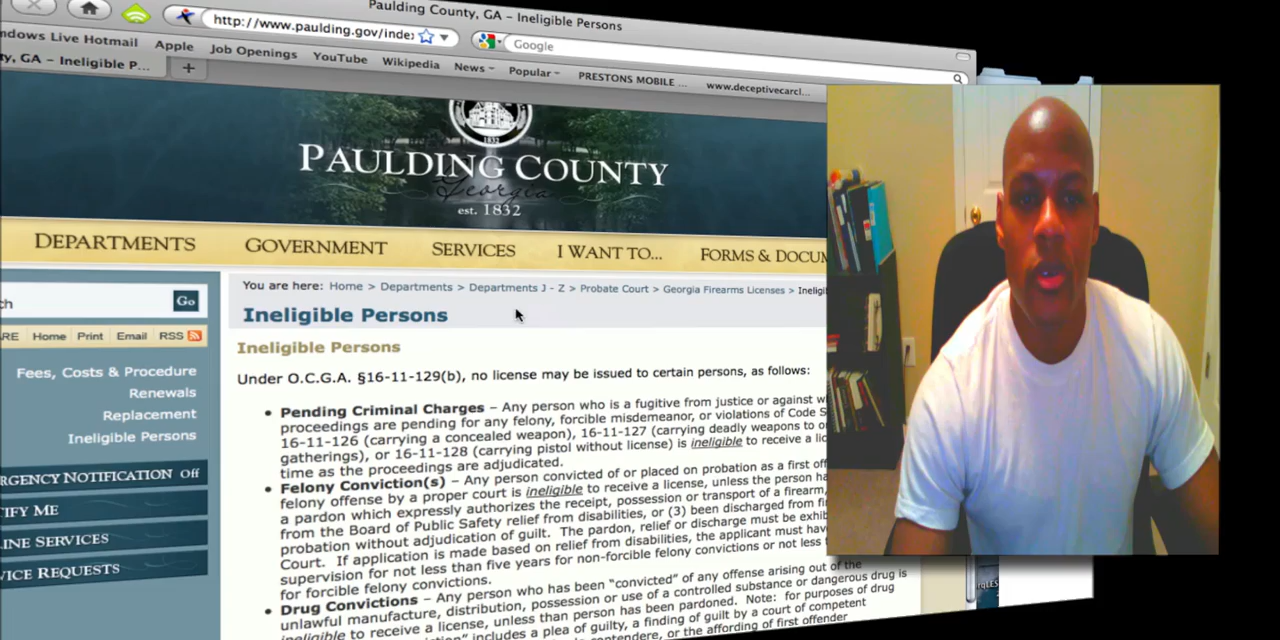 Paulding County, GA – Ineligible Persons
http://www.paulding.gov/inde
Google
ndows Live Hotmail Apple Job Openings YouTube Wikipedia News Popular PRESTONS MOBILE ... www.deceptivecarcl...
ty, GA – Ineligible P... +
1832
PAULDING COUNTY
Georgia
est. 1832
DEPARTMENTS GOVERNMENT SERVICES I WANT TO... FORMS & DOCUM
ch Go
You are here: Home > Departments > Departments J - Z > Probate Court > Georgia Firearms Licenses > Ineligi
Ineligible Persons
ARE Home Print Email RSS
Ineligible Persons
Fees, Costs & Procedure
Renewals
Replacement
Ineligible Persons
RGENCY NOTIFICATION Off
TIFY ME
LINE SERVICES
VICE REQUESTS
Under O.C.G.A. §16-11-129(b), no license may be issued to certain persons, as follows:
• Pending Criminal Charges – Any person who is a fugitive from justice or against w
proceedings are pending for any felony, forcible misdemeanor, or violations of Code S
16-11-126 (carrying a concealed weapon), 16-11-127 (carrying deadly weapons to o
gatherings), or 16-11-128 (carrying pistol without license) is ineligible to receive a lic
time as the proceedings are adjudicated.
• Felony Conviction(s) – Any person convicted of or placed on probation as a first off
felony offense by a proper court is ineligible to receive a license, unless the person ha
a pardon which expressly authorizes the receipt, possession or transport of a firearm,
from the Board of Public Safety relief from disabilities, or (3) been discharged from fi
probation without adjudication of guilt. The pardon, relief or discharge must be exhib
Court. If application is made based on relief from disabilities, the applicant must hav
supervision for not less than five years for non-forcible felony convictions or not less
for forcible felony convictions.
• Drug Convictions – Any person who has been “convicted” of any offense arising out of the
unlawful manufacture, distribution, possession or use of a controlled substance or dangerous drug is
ineligible to receive a license, unless than person has been pardoned. Note: for purposes of drug
" includes a plea of guilty, a finding of guilt by a court of competent
contendere, or the affording of first offender